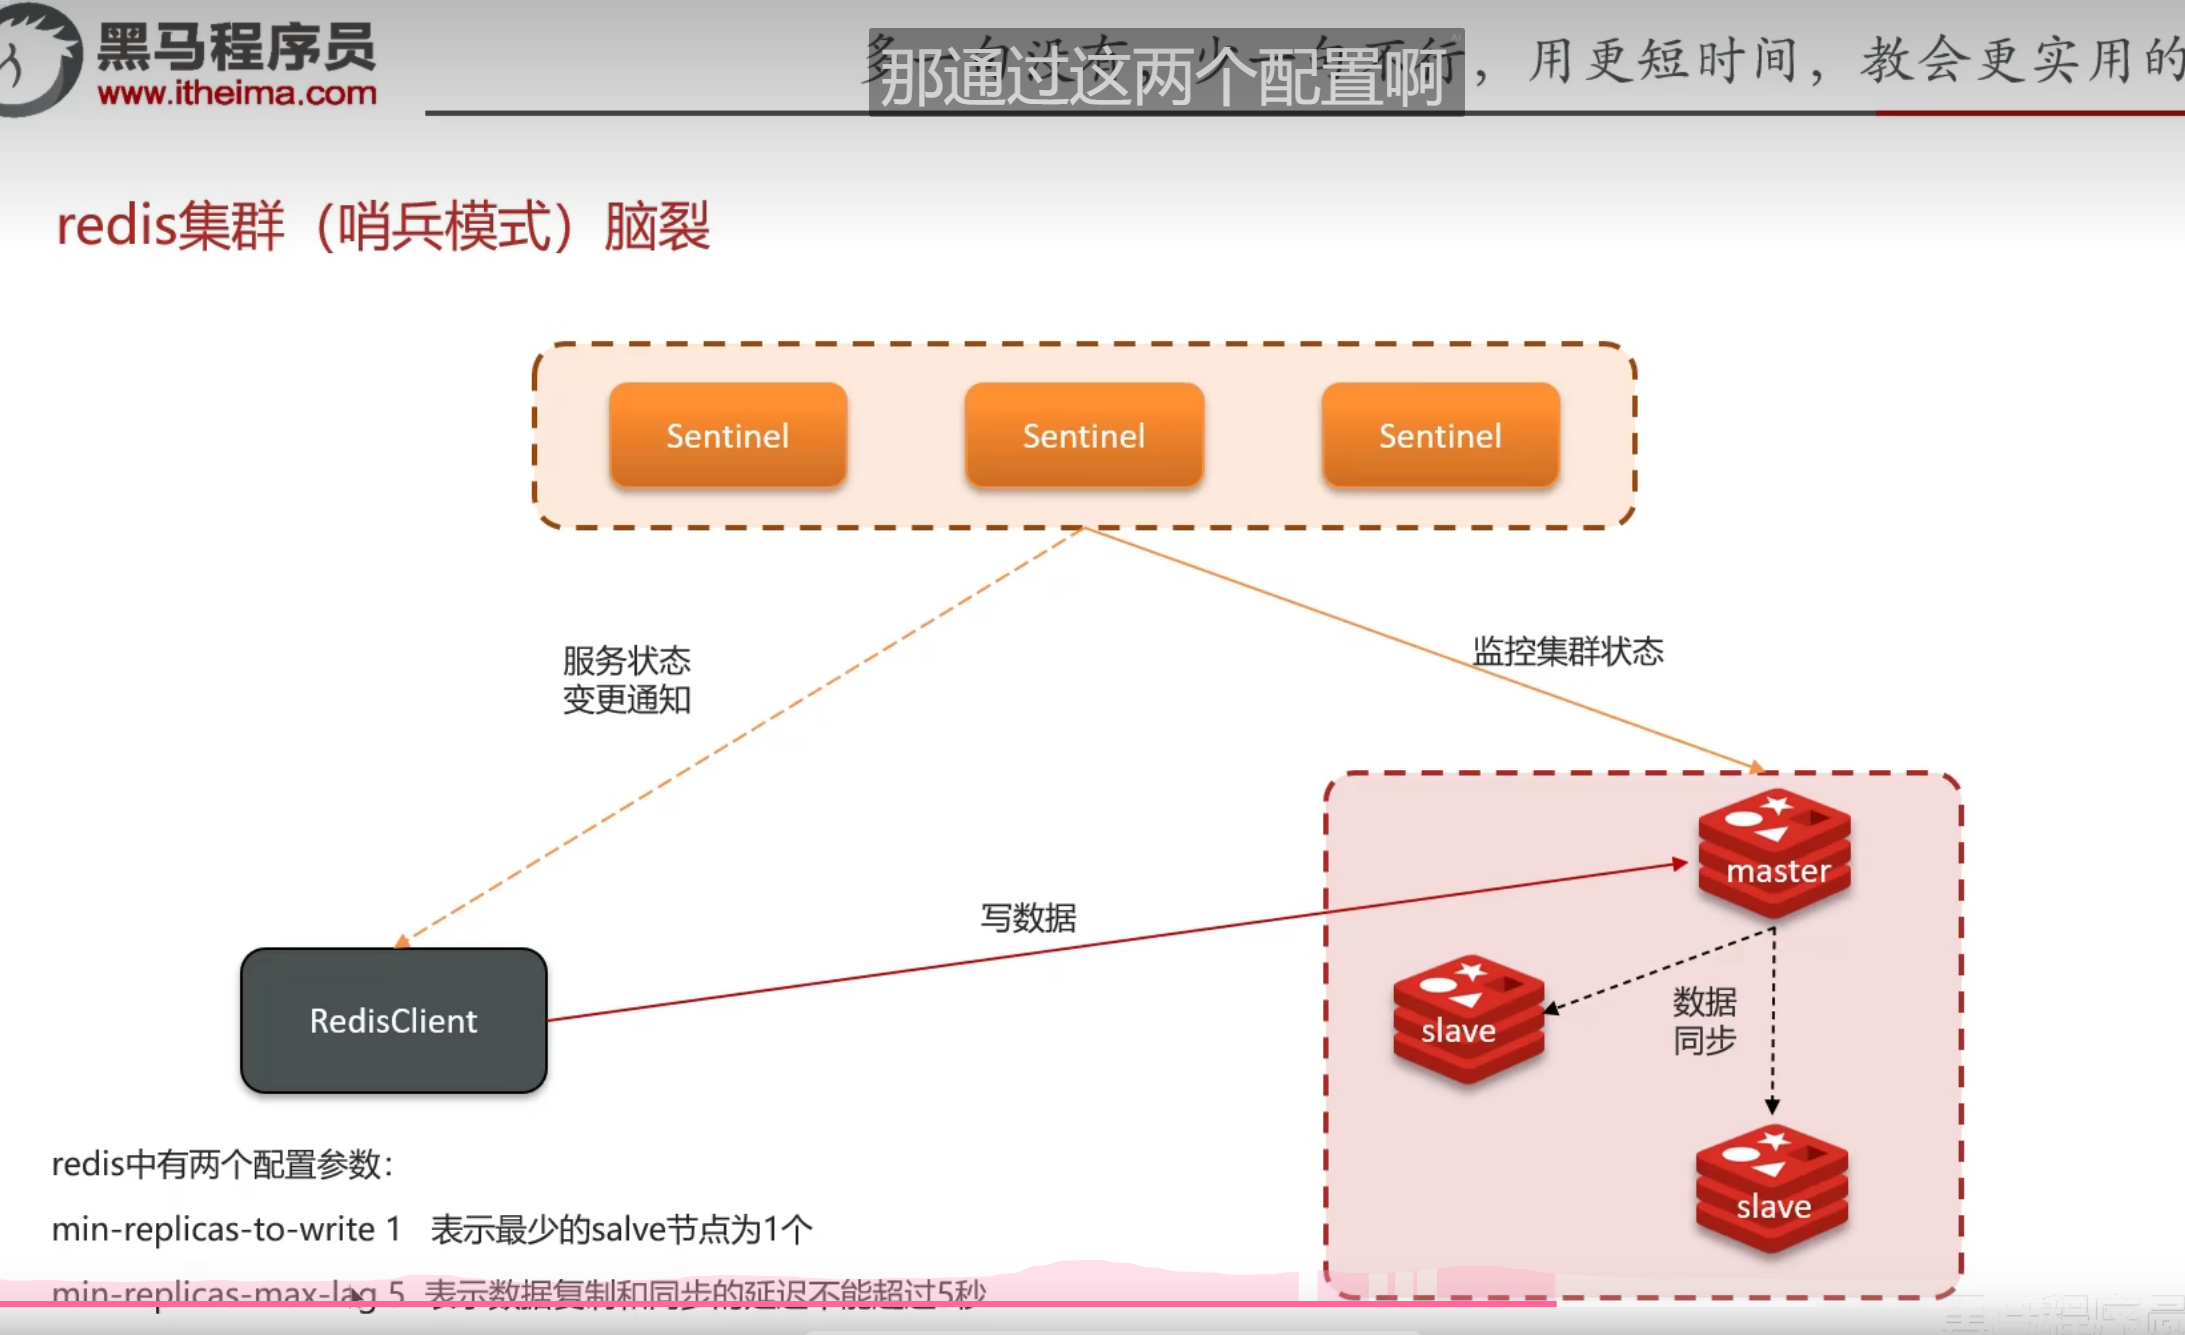 黑马程序员
www.itheima.com
用更短时间，教会更实用的
那通过这两个配置啊
redis集群（哨兵模式）脑裂
Sentinel
Sentinel
Sentinel
服务状态
变更通知
监控集群状态
master
写数据
RedisClient
slave
数据
同步
slave
redis中有两个配置参数：
min-replicas-to-write 1 表示最少的salve节点为1个
min-replicas-max-lag 5 表示数据复制和同步的延迟不能超过5秒
黑马程序员